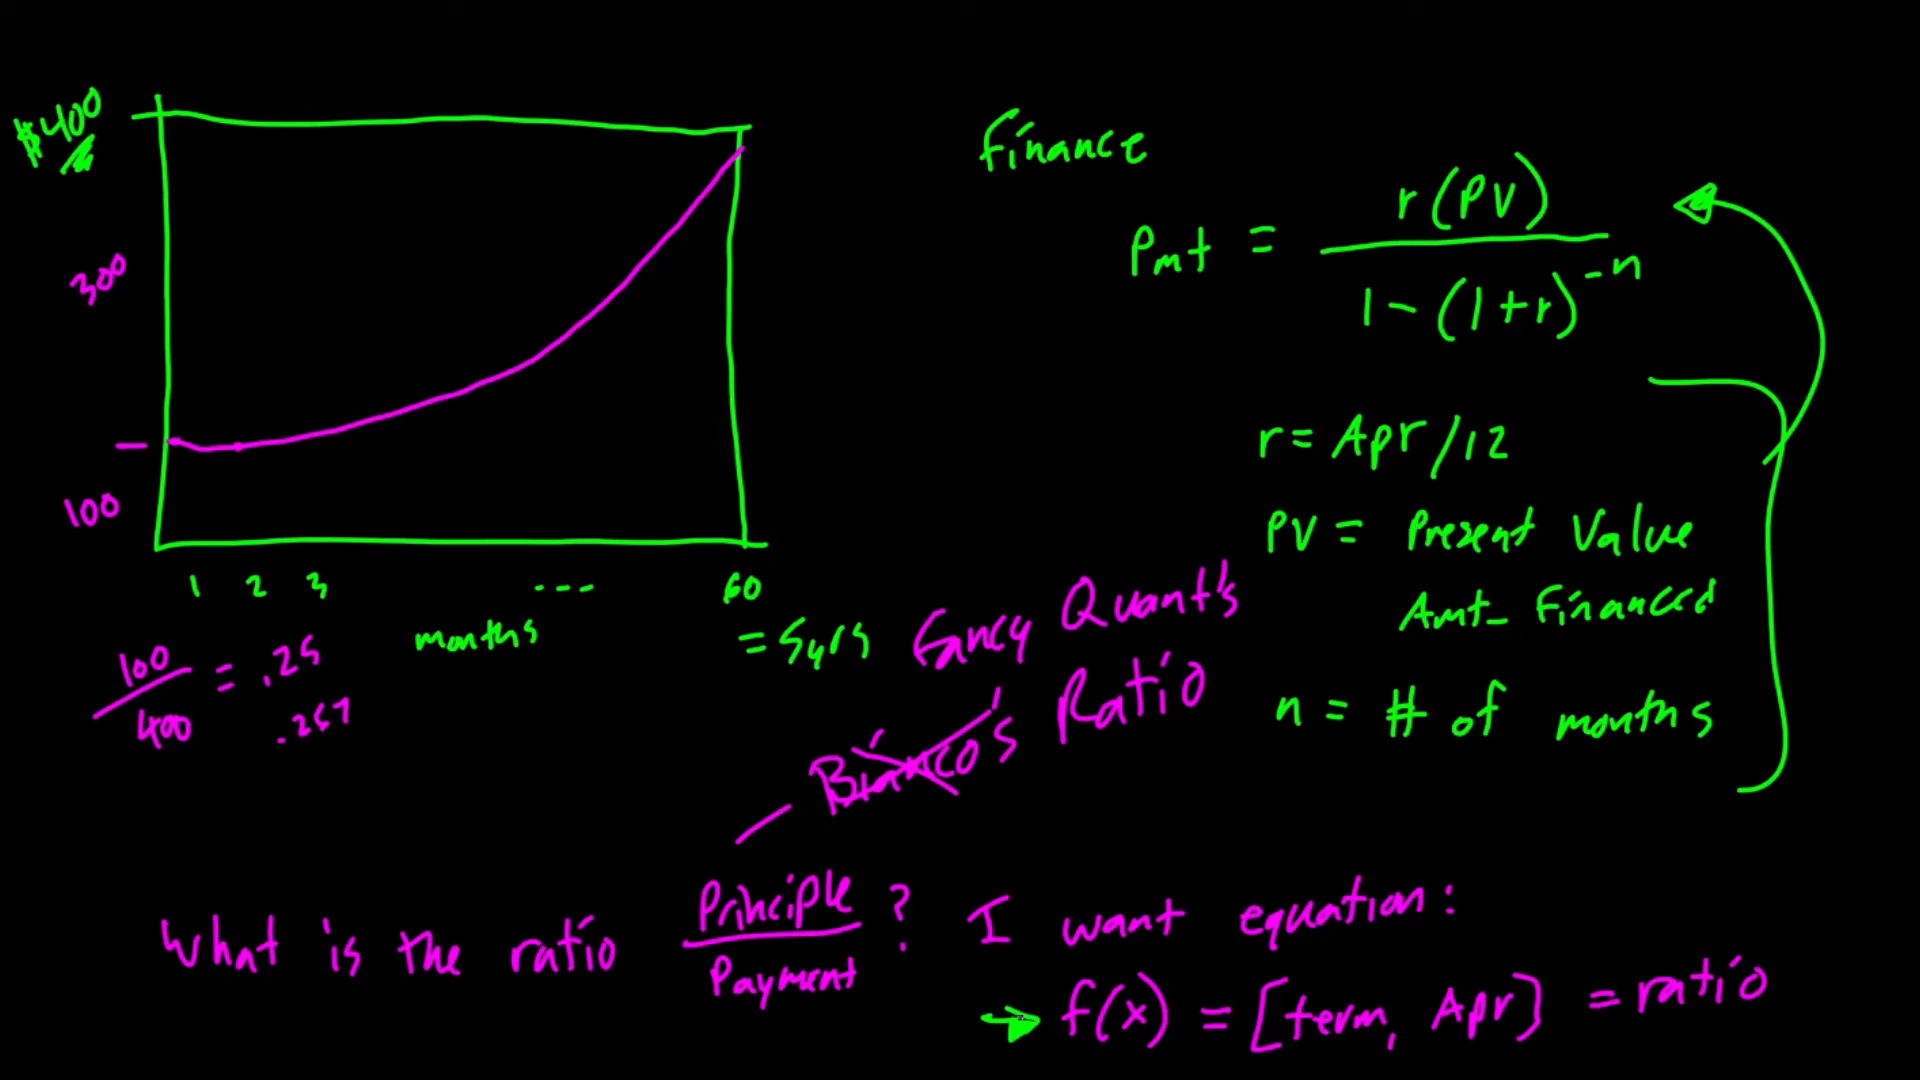 $400
300
100
1 2 3 --- 60
months = 5yrs
100/400 = .25
.267
Finance
Pmt = r(PV) / 1-(1+r)^-n
r = Apr/12
PV = Present Value
Amt_ Financed
n = # of months
Fancy Quant's
Ratio
What is the ratio Principle/Payment ? I want equation:
f(x) = [term, Apr] = ratio